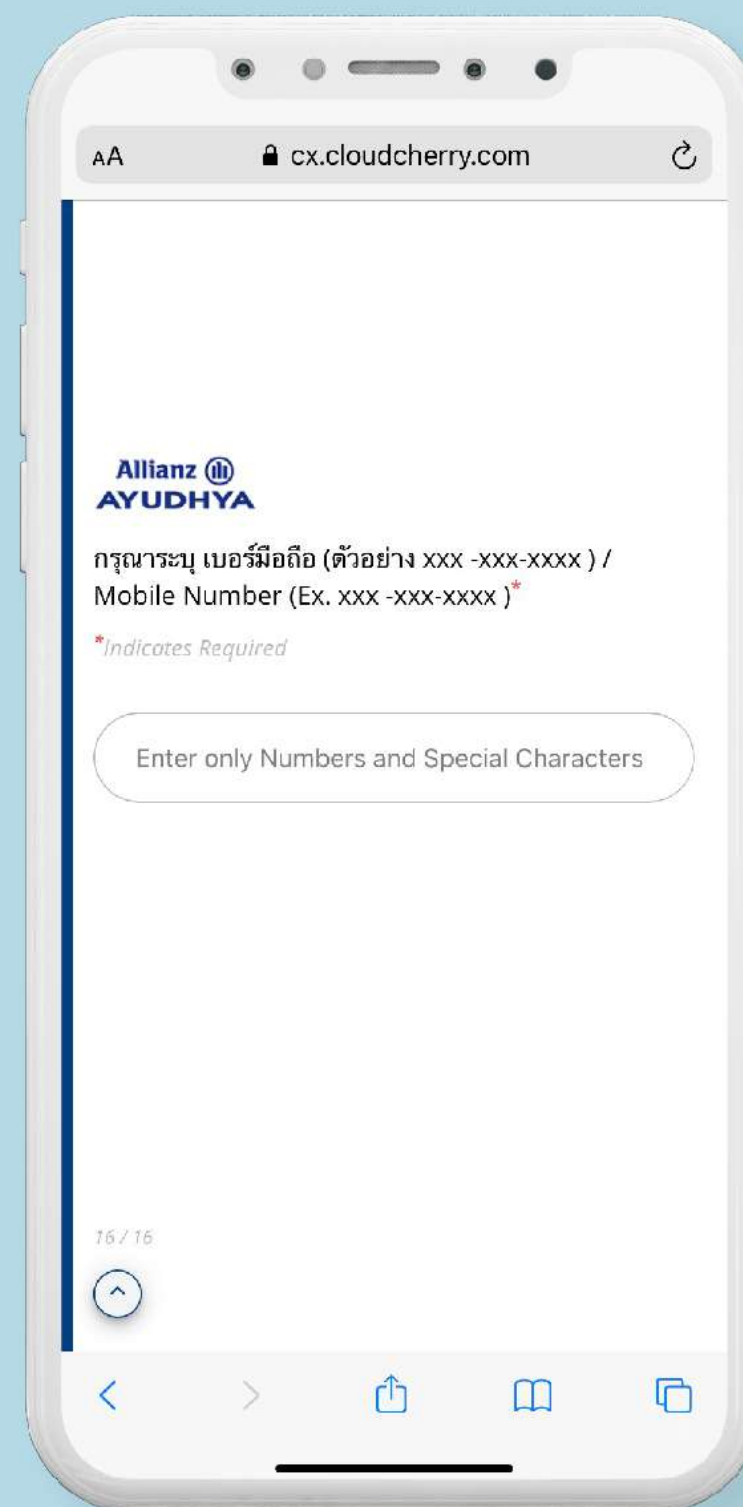 AA cx.cloudcherry.com
Allianz
AYUDHYA
กรุณาระบุ เบอร์มือถือ (ตัวอย่าง xxx -xxx-xxxx ) /
Mobile Number (Ex. xxx -xxx-xxxx )*
*Indicates Required
Enter only Numbers and Special Characters
16 / 16